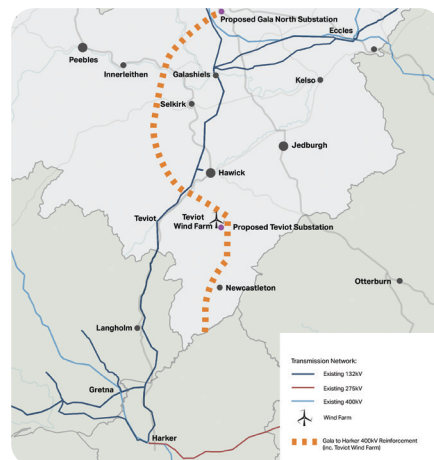 Proposed Gala North Substation
Eccles
Peebles
Innerleithen
Galashiels
Kelso
Selkirk
Jedburgh
Hawick
Teviot
Teviot
Wind Farm
Proposed Teviot Substation
Newcastleton
Otterburn
Langholm
Gretna
Harker
Transmission Network:
Existing 132kV
Existing 275kV
Existing 400kV
Wind Farm
Gala to Harker 400kV Reinforcement
(inc. Teviot Wind Farm)